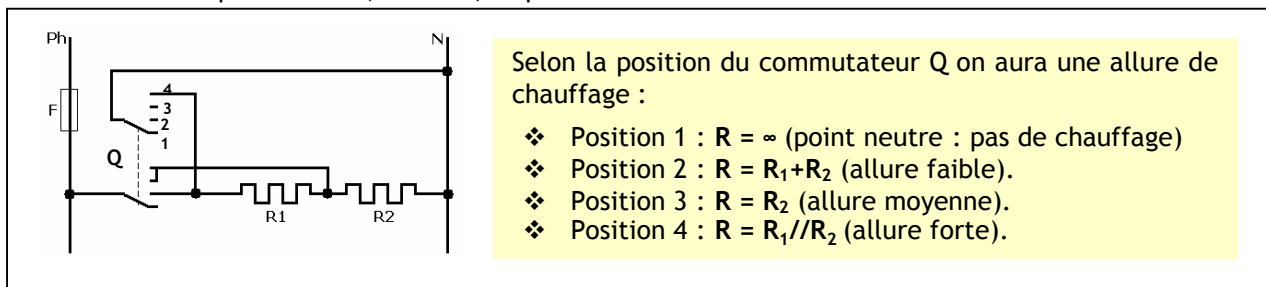 Ph
N
F
4
3
2
1
Q
R1
R2
Selon la position du commutateur Q on aura une allure de
chauffage :
❖ Position 1 : R = ∞ (point neutre : pas de chauffage)
❖ Position 2 : R = R₁+R₂ (allure faible).
❖ Position 3 : R = R₂ (allure moyenne).
❖ Position 4 : R = R₁//R₂ (allure forte).